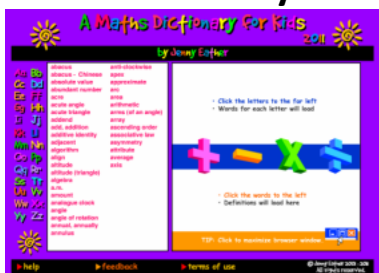 A Maths Dictionary for Kids
2011
by Jenny Eather
Aa Bb
Cc Dd
Ee Ff
Gg Hh
Ii Jj
Kk Ll
Mm Nn
Oo Pp
Qq Rr
Ss Tt
Uu Vv
Ww Xx
Yy Zz
abacus
abacus - Chinese
absolute value
abundant number
acre
acute angle
acute triangle
addend
add, addition
additive identity
adjacent
algorithm
align
altitude
altitude (triangle)
algebra
a.m.
amount
analogue clock
angle
angle of rotation
annual, annually
annulus
anti-clockwise
apex
approximate
arc
area
arithmetic
arms (of an angle)
array
ascending order
associative law
asymmetry
attribute
average
axis
• Click the letters to the far left
• Words for each letter will load
• Click the words to the left
• Definitions will load here
TIP: Click to maximise browser window
help
feedback
terms of use
All rights reserved.